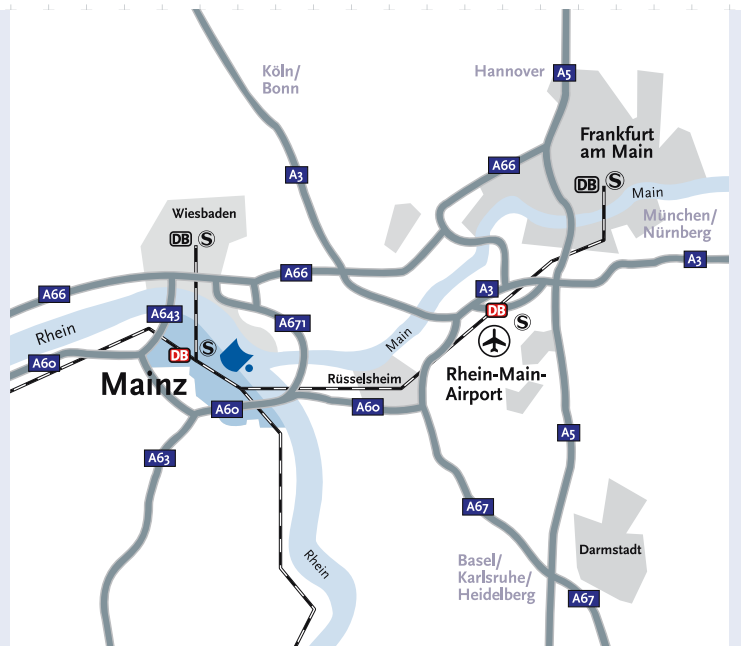 Köln/
Bonn
Hannover
A5
Frankfurt
am Main
A66
A3
DB S
Main
Wiesbaden
München/
Nürnberg
DB S
A3
A66
A66
A3
A643
DB
S
A671
Rhein
Main
DB S
A60
Mainz
Rüsselsheim
Rhein-Main-
Airport
A60
A60
A5
A63
A67
Rhein
Basel/
Karlsruhe/
Heidelberg
Darmstadt
A67